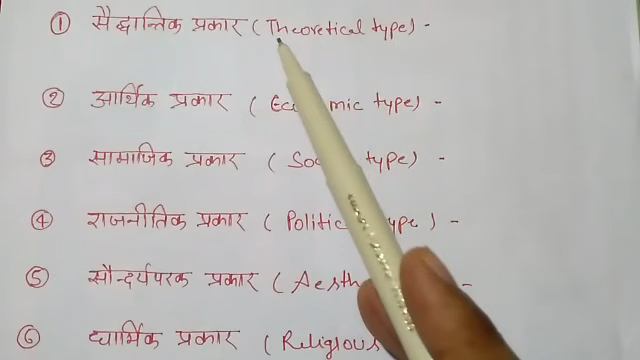 ① सैद्धान्तिक प्रकार (Theoretical type) -
② आर्थिक प्रकार ( type) -
③ सामाजिक प्रकार ( type) -
④ राजनीतिक प्रकार ( ) -
⑤ सौन्दर्यपरक प्रकार ( -
⑥ धार्मिक प्रकार (Religious